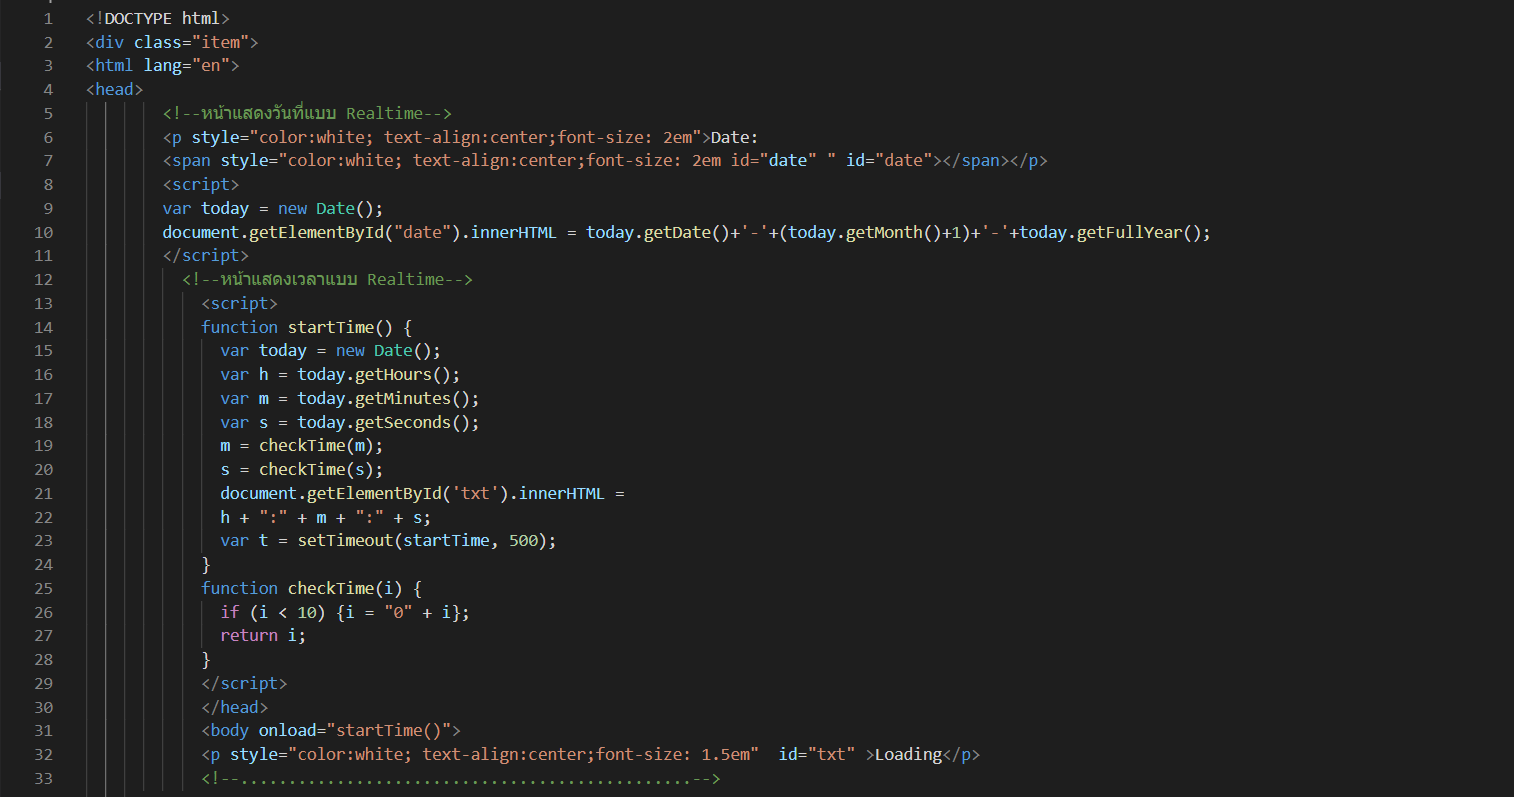 1 <!DOCTYPE html>
2 <div class="item">
3 <html lang="en">
4 <head>
5 <!--หน้าแสดงวันที่แบบ Realtime-->
6 <p style="color:white; text-align:center;font-size: 2em">Date:
7 <span style="color:white; text-align:center;font-size: 2em id="date" " id="date"></span></p>
8 <script>
9 var today = new Date();
10 document.getElementById("date").innerHTML = today.getDate()+'-'+(today.getMonth()+1)+'-'+today.getFullYear();
11 </script>
12 <!--หน้าแสดงเวลาแบบ Realtime-->
13 <script>
14 function startTime() {
15 var today = new Date();
16 var h = today.getHours();
17 var m = today.getMinutes();
18 var s = today.getSeconds();
19 m = checkTime(m);
20 s = checkTime(s);
21 document.getElementById('txt').innerHTML =
22 h + ":" + m + ":" + s;
23 var t = setTimeout(startTime, 500);
24 }
25 function checkTime(i) {
26 if (i < 10) {i = "0" + i};
27 return i;
28 }
29 </script>
30 </head>
31 <body onload="startTime()">
32 <p style="color:white; text-align:center;font-size: 1.5em"  id="txt" >Loading</p>
33 <!--...............................................-->